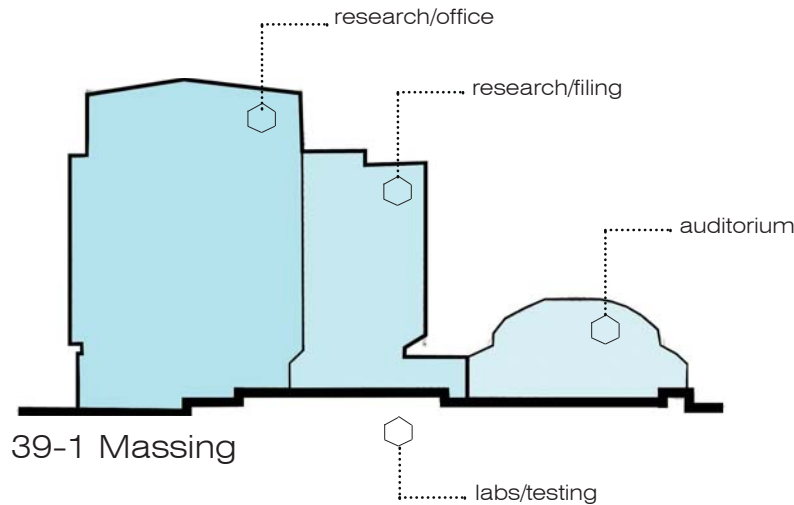 research/office
research/filing
auditorium
39-1 Massing
labs/testing